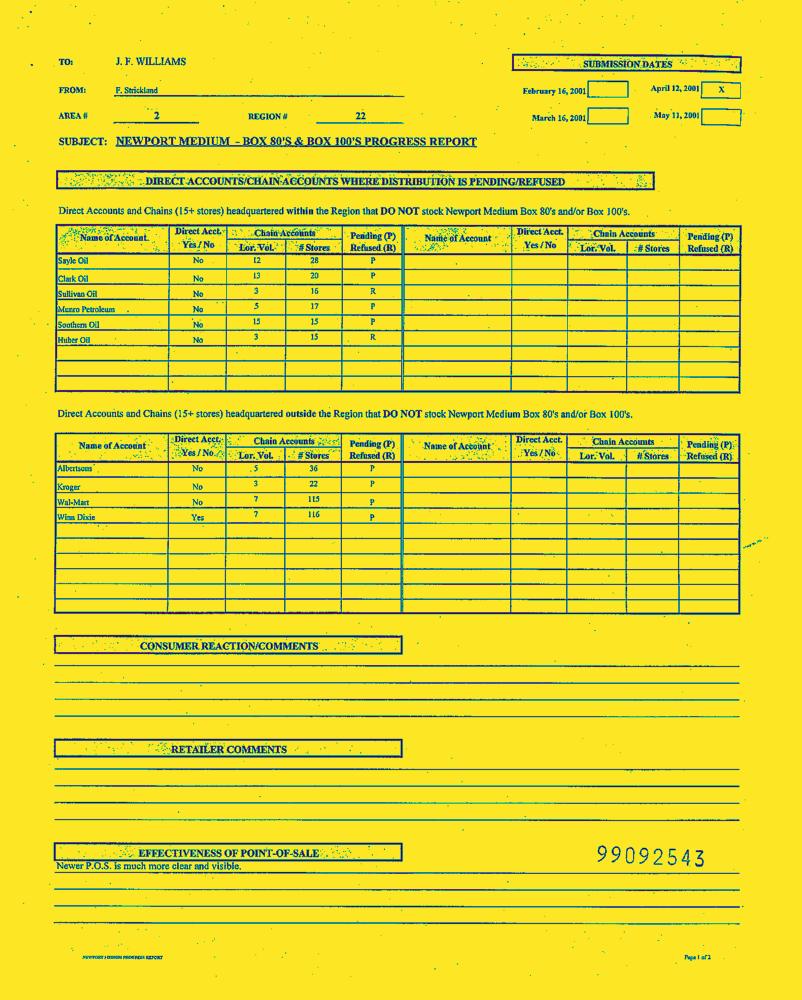 TO: J. F. WILLIAMS
SUBMISSION DATES
FROM: F. Strickland
February 16, 2001 April 12, 2001 X
AREA # 2 REGION # 22
March 16, 2001 May 11, 2001
SUBJECT: NEWPORT MEDIUM - BOX 80'S & BOX 100'S PROGRESS REPORT
DIRECT ACCOUNTS/CHAIN ACCOUNTS WHERE DISTRIBUTION IS PENDING/REFUSED
Direct Accounts and Chains (15+ stores) headquartered within the Region that DO NOT stock Newport Medium Box 80's and/or Box 100's.
Name of Account Direct Acct. Chain Accounts Pending (P) Name of Account Direct Acct. Chain Accounts Pending (P)
Yes / No Lor. Vol. # Stores Refused (R) Yes / No Lor. Vol. # Stores Refused (R)
Sayle Oil No 12 28 P
Clark Oil No 13 20 P
Sullivan Oil No 3 16 R
Munro Petroleum No 5 17 P
Southern Oil No 15 15 P
Huber Oil No 3 15 R
Direct Accounts and Chains (15+ stores) headquartered outside the Region that DO NOT stock Newport Medium Box 80's and/or Box 100's.
Name of Account Direct Acct. Chain Accounts Pending (P) Name of Account Direct Acct. Chain Accounts Pending (P)
Yes / No Lor. Vol. # Stores Refused (R) Yes / No Lor. Vol. # Stores Refused (R)
Albertsons No 5 36 P
Kroger No 3 22 P
Wal-Mart No 7 115 P
Winn Dixie Yes 7 116 P
CONSUMER REACTION/COMMENTS
RETAILER COMMENTS
EFFECTIVENESS OF POINT-OF-SALE
99092543
Newer P.O.S. is much more clear and visible.
NEWPORT MEDIUM PROGRESS REPORT Page 1 of 2